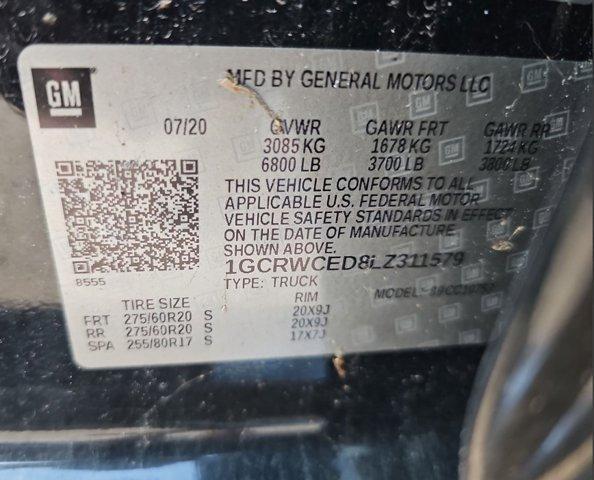 GM
MFD BY GENERAL MOTORS LLC
07/20 GVWR GAWR FRT GAWR RR
3085 KG 1678 KG 1724 KG
6800 LB 3700 LB 3800 LB
THIS VEHICLE CONFORMS TO ALL
APPLICABLE U.S. FEDERAL MOTOR
VEHICLE SAFETY STANDARDS IN EFFECT
ON THE DATE OF MANUFACTURE
SHOWN ABOVE.
8555
1GCRWCED8LZ311579
TYPE: TRUCK MODEL:
TIRE SIZE RIM
FRT 275/60R20 S 20X9J
RR 275/60R20 S 20X9J
SPA 255/80R17 S 17X7J